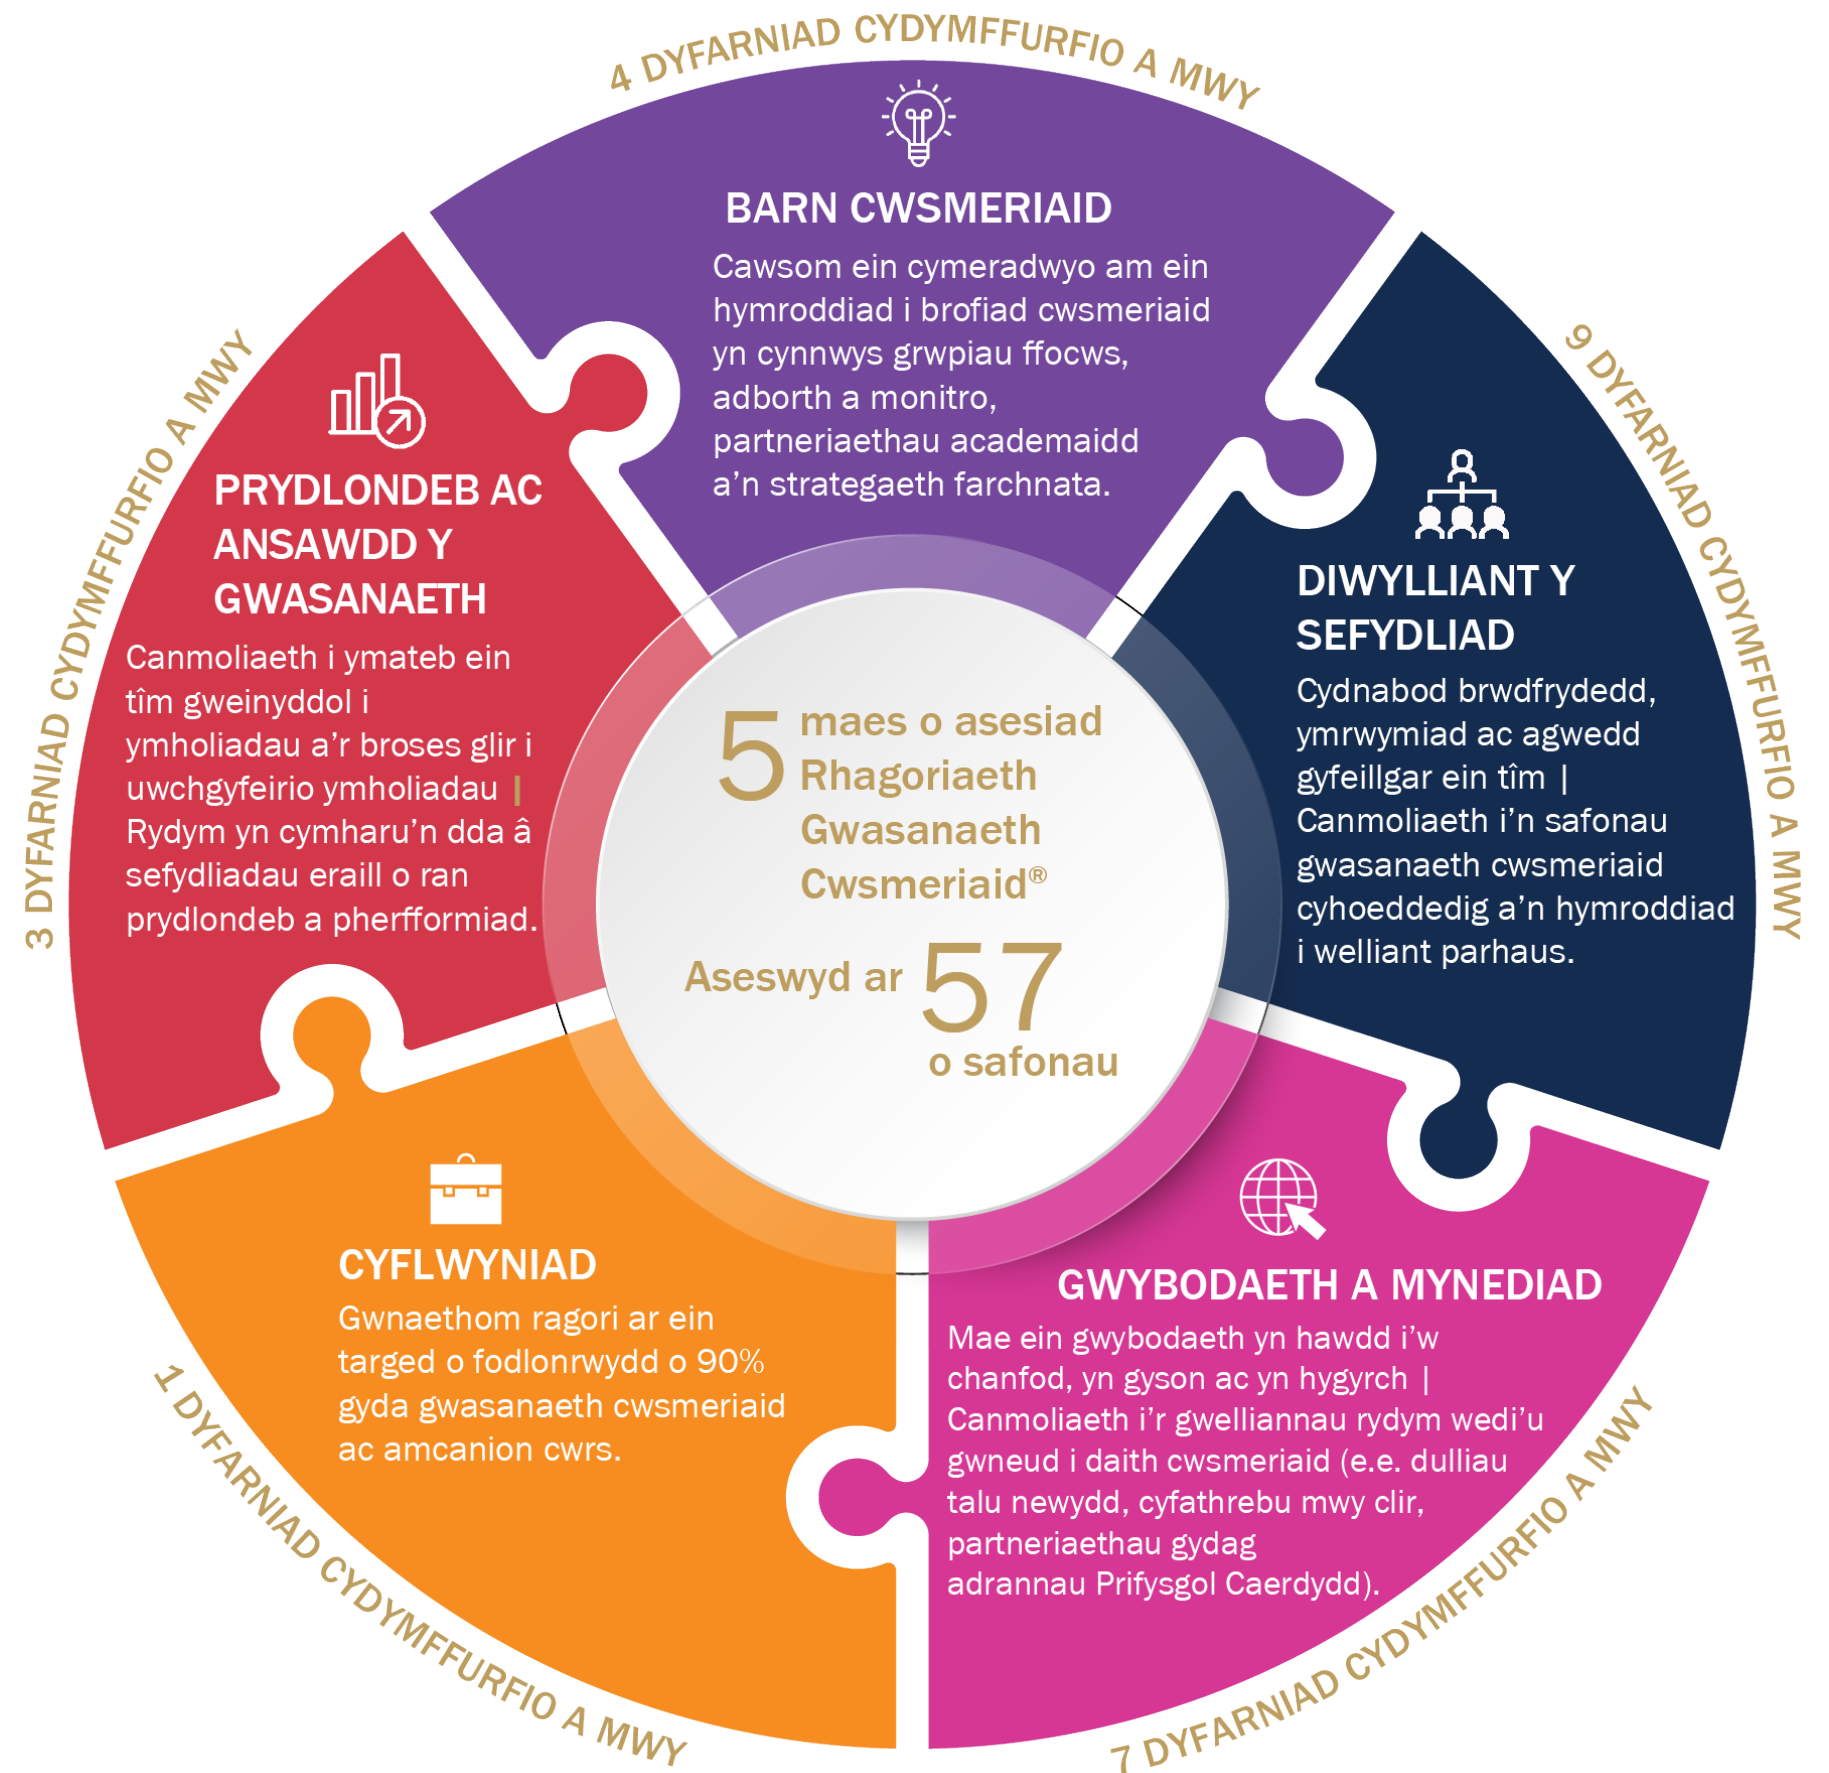 4 DYFARNIAD CYDYMFFURFIO A MWY
BARN CWSMERIAID
Cawsom ein cymeradwyo am ein
hymroddiad i brofiad cwsmeriaid
yn cynnwys grwpiau ffocws,
adborth a monitro,
partneriaethau academaidd
a'n strategaeth farchnata.
9 DYFARNIAD CYDYMFFURFIO A MWY
DIWYLLIANT Y
SEFYDLIAD
Cydnabod brwdfrydedd,
ymrwymiad ac agwedd
gyfeillgar ein tîm |
Canmoliaeth i'n safonau
gwasanaeth cwsmeriaid
cyhoeddedig a'n hymroddiad
i welliant parhaus.
7 DYFARNIAD CYDYMFFURFIO A MWY
GWYBODAETH A MYNEDIAD
Mae ein gwybodaeth yn hawdd i'w
chanfod, yn gyson ac yn hygyrch |
Canmoliaeth i'r gwelliannau rydym wedi'u
gwneud i daith cwsmeriaid (e.e. dulliau
talu newydd, cyfathrebu mwy clir,
partneriaethau gydag
adrannau Prifysgol Caerdydd).
1 DYFARNIAD CYDYMFFURFIO A MWY
CYFLWYNIAD
Gwnaethom ragori ar ein
targed o fodlonrwydd o 90%
gyda gwasanaeth cwsmeriaid
ac amcanion cwrs.
3 DYFARNIAD CYDYMFFURFIO A MWY
PRYDLONDEB AC
ANSAWDD Y
GWASANAETH
Canmoliaeth i ymateb ein
tîm gweinyddol i
ymholiadau a'r broses glir i
uwchgyfeirio ymholiadau |
Rydym yn cymharu'n dda â
sefydliadau eraill o ran
prydlondeb a pherfformiad.
5 maes o asesiad
Rhagoriaeth
Gwasanaeth
Cwsmeriaid®
Aseswyd ar 57
o safonau